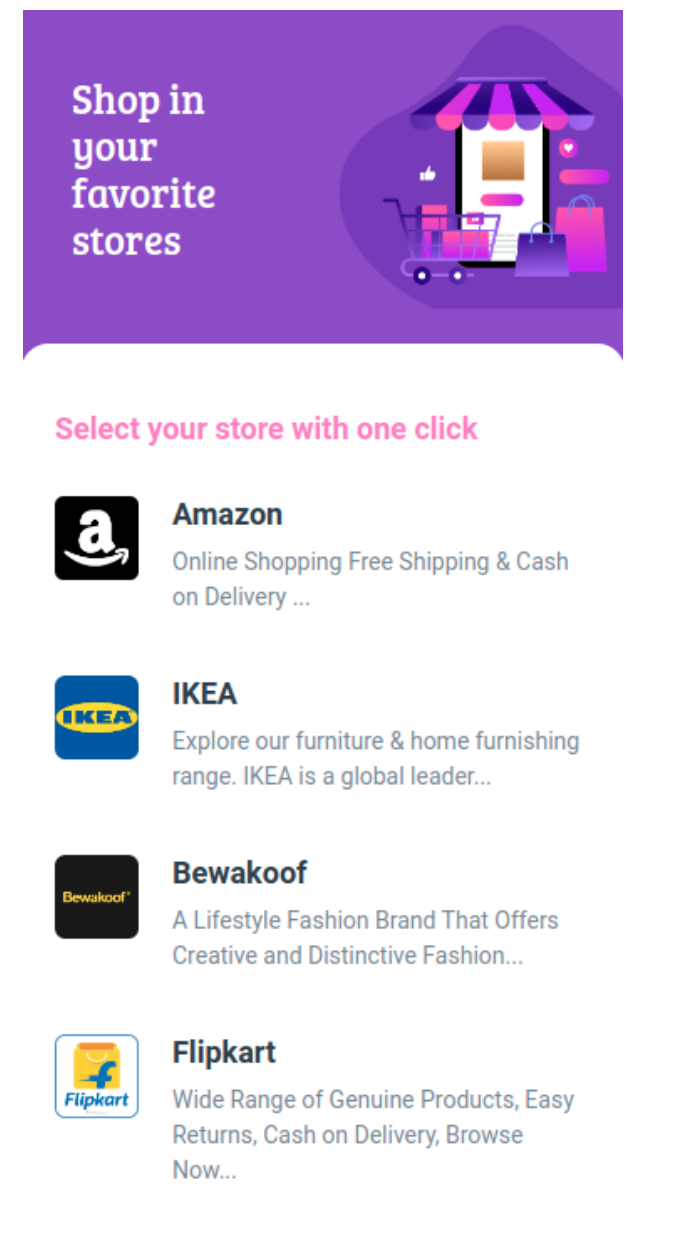 Shop in
your
favorite
stores
Select your store with one click
a
Amazon
Online Shopping Free Shipping & Cash
on Delivery ...
IKEA
IKEA
Explore our furniture & home furnishing
range. IKEA is a global leader...
Bewakoof®
Bewakoof
A Lifestyle Fashion Brand That Offers
Creative and Distinctive Fashion...
Flipkart
Flipkart
Wide Range of Genuine Products, Easy
Returns, Cash on Delivery, Browse
Now...